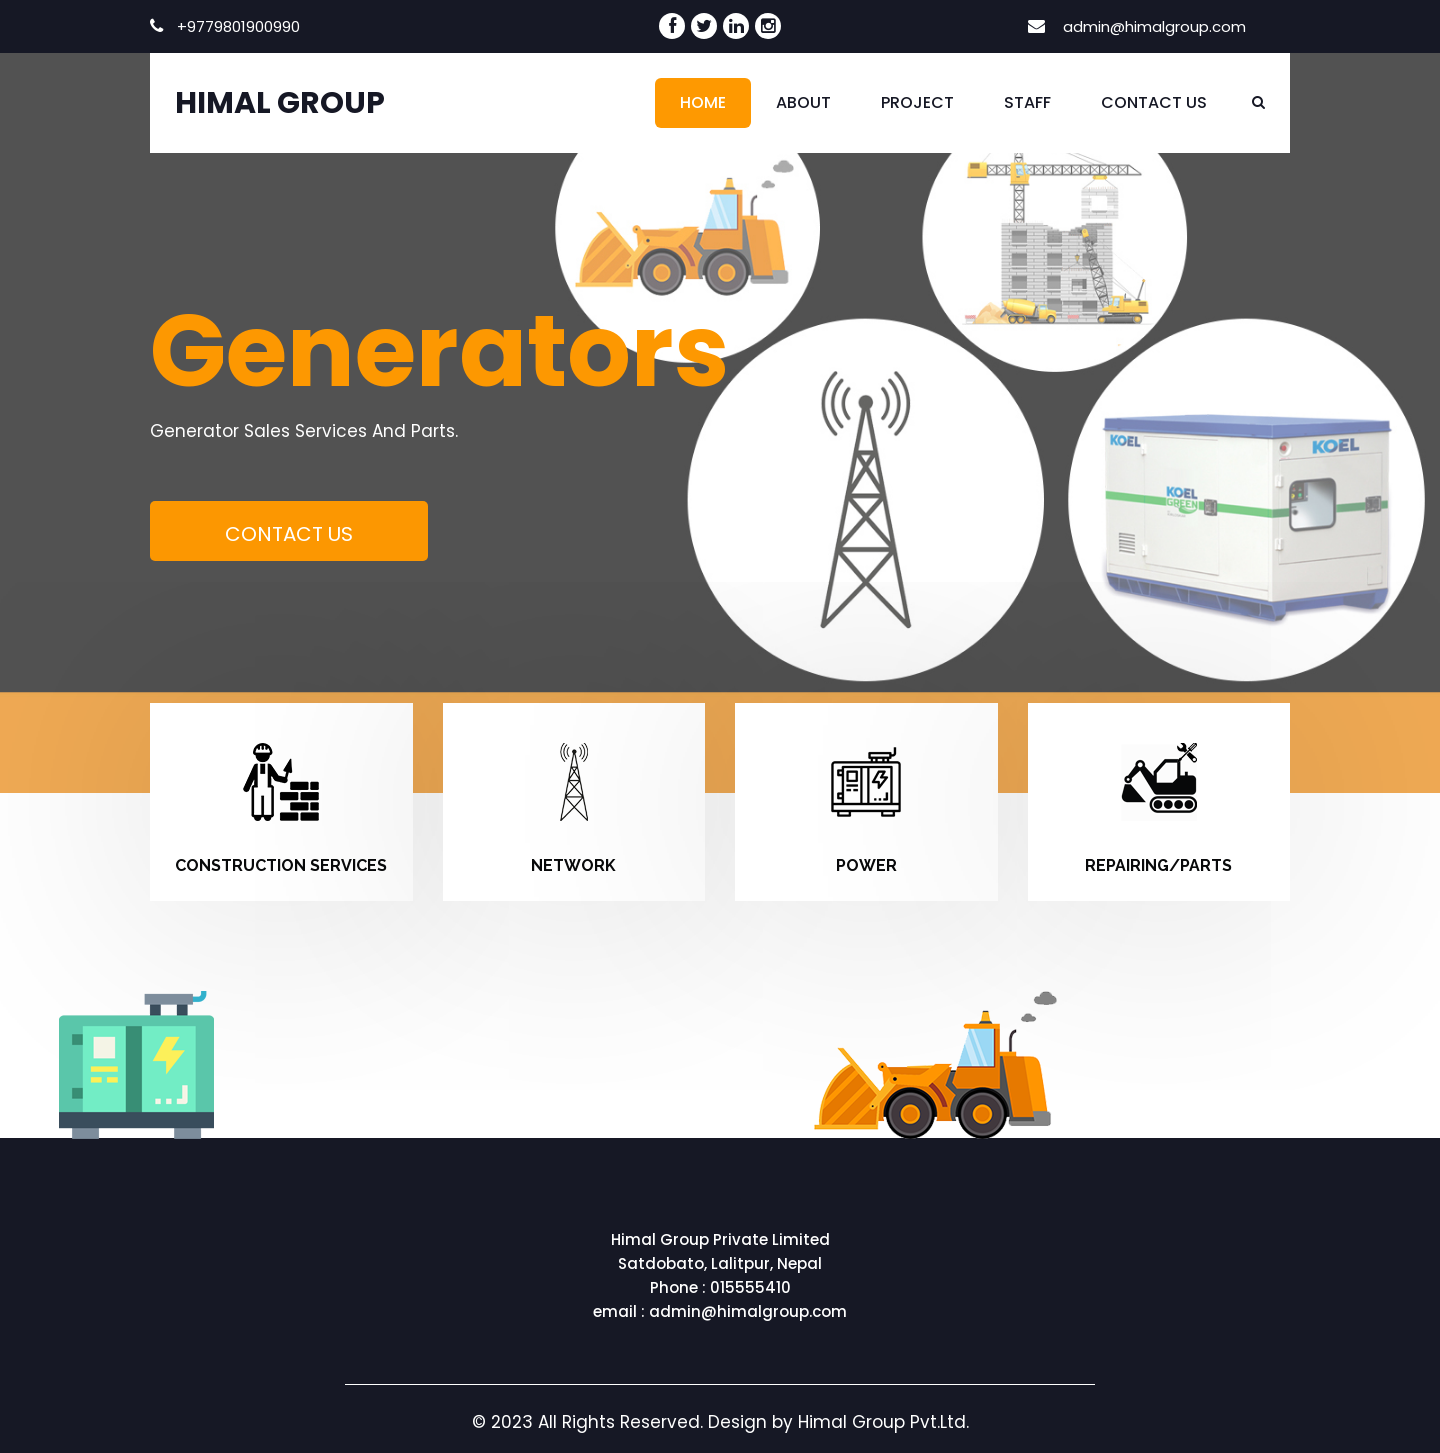 +9779801900990
admin@himalgroup.com
HIMAL GROUP
HOME
ABOUT
PROJECT
STAFF
CONTACT US
Generators
Generator Sales Services And Parts.
CONTACT US
KOEL
KOEL
KOEL
GREEN
CONSTRUCTION SERVICES
NETWORK
POWER
REPAIRING/PARTS
Himal Group Private Limited
Satdobato, Lalitpur, Nepal
Phone : 015555410
email : admin@himalgroup.com
© 2023 All Rights Reserved. Design by Himal Group Pvt.Ltd.